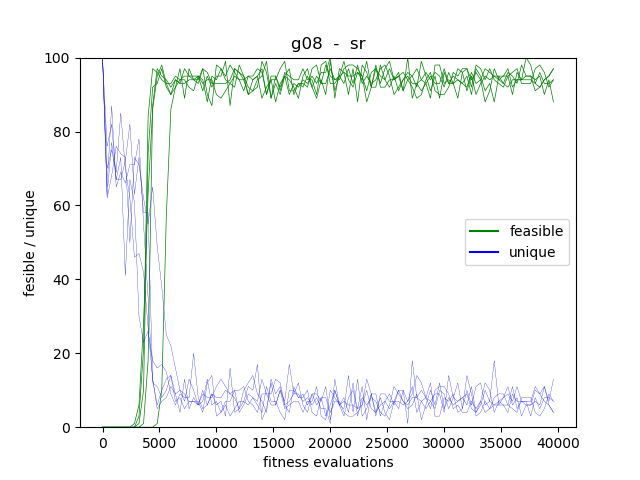 g08  -  sr
100
80
60
40
20
0
fesible / unique
feasible
unique
0 5000 10000 15000 20000 25000 30000 35000 40000
fitness evaluations